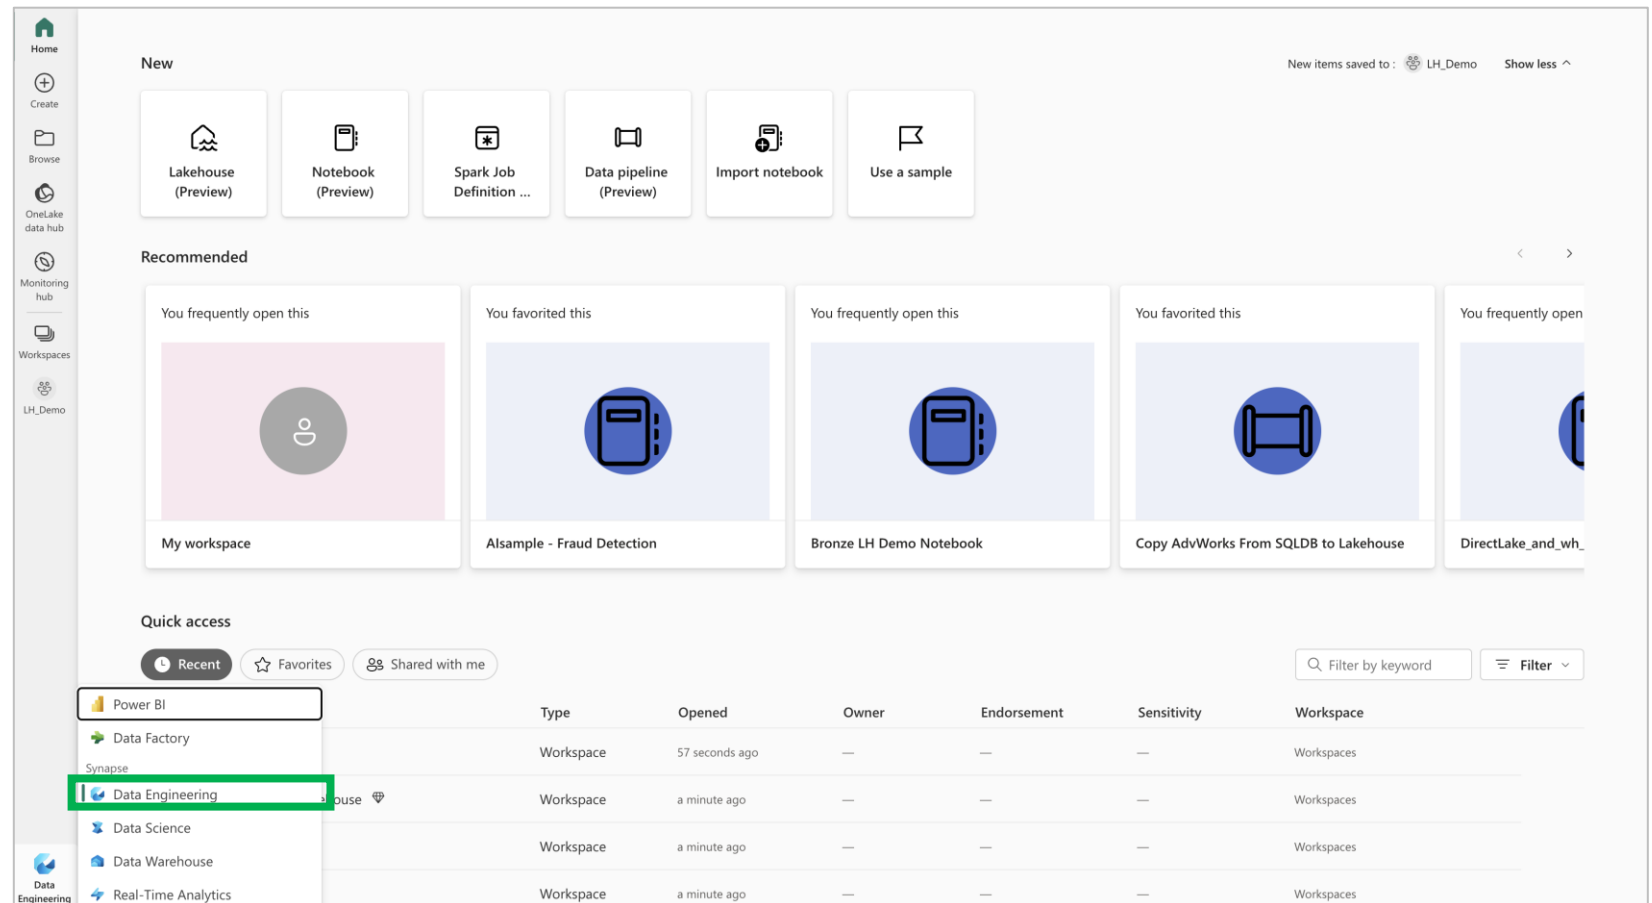 Home
Create
Browse
OneLake
data hub
Monitoring
hub
Workspaces
LH_Demo
New
New items saved to : LH_Demo Show less
Lakehouse
(Preview)
Notebook
(Preview)
Spark Job
Definition ...
Data pipeline
(Preview)
Import notebook
Use a sample
Recommended
You frequently open this
My workspace
You favorited this
AIsample - Fraud Detection
You frequently open this
Bronze LH Demo Notebook
You favorited this
Copy AdvWorks From SQLDB to Lakehouse
You frequently open
DirectLake_and_wh_
Quick access
Recent Favorites Shared with me
Filter by keyword Filter
Type Opened Owner Endorsement Sensitivity Workspace
Workspace 57 seconds ago — — — Workspaces
ehouse Workspace a minute ago — — — Workspaces
Workspace a minute ago — — — Workspaces
Workspace a minute ago — — — Workspaces
Power BI
Data Factory
Synapse
Data Engineering
Data Science
Data Warehouse
Real-Time Analytics
Data
Engineering